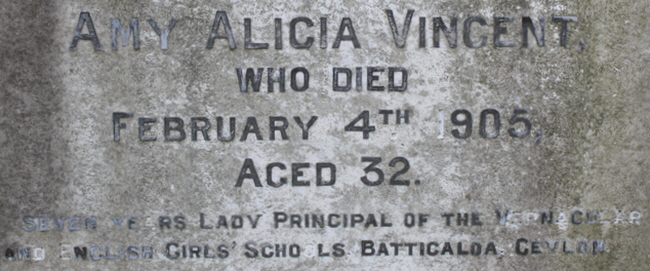 Amy Alicia Vincent,
who died
February 4th 1905,
Aged 32.
Seven years Lady Principal of the Vernacular
and English Girls' Schools Batticaloa, Ceylon